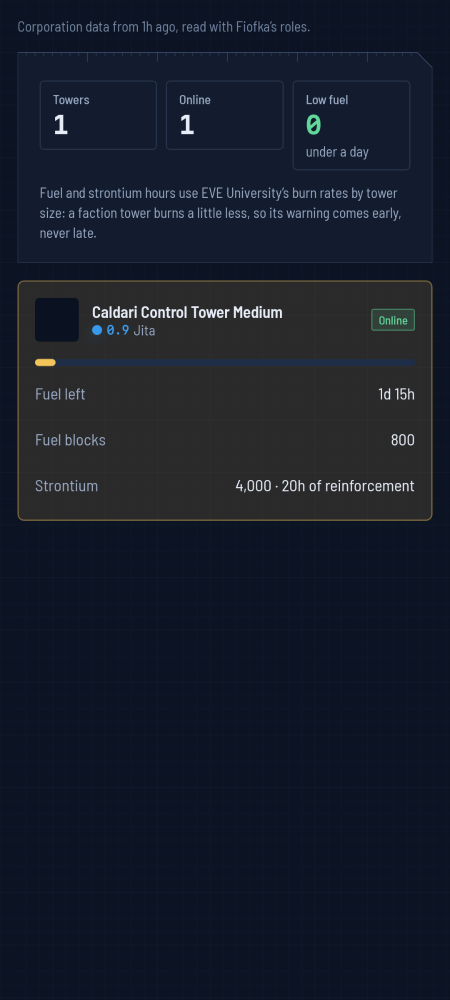 Corporation data from 1h ago, read with Fiofka's roles.
Towers
1
Online
1
Low fuel
0
under a day
Fuel and strontium hours use EVE University's burn rates by tower
size: a faction tower burns a little less, so its warning comes early,
never late.
Caldari Control Tower Medium
0.9 Jita
Online
Fuel left 1d 15h
Fuel blocks 800
Strontium 4,000 · 20h of reinforcement